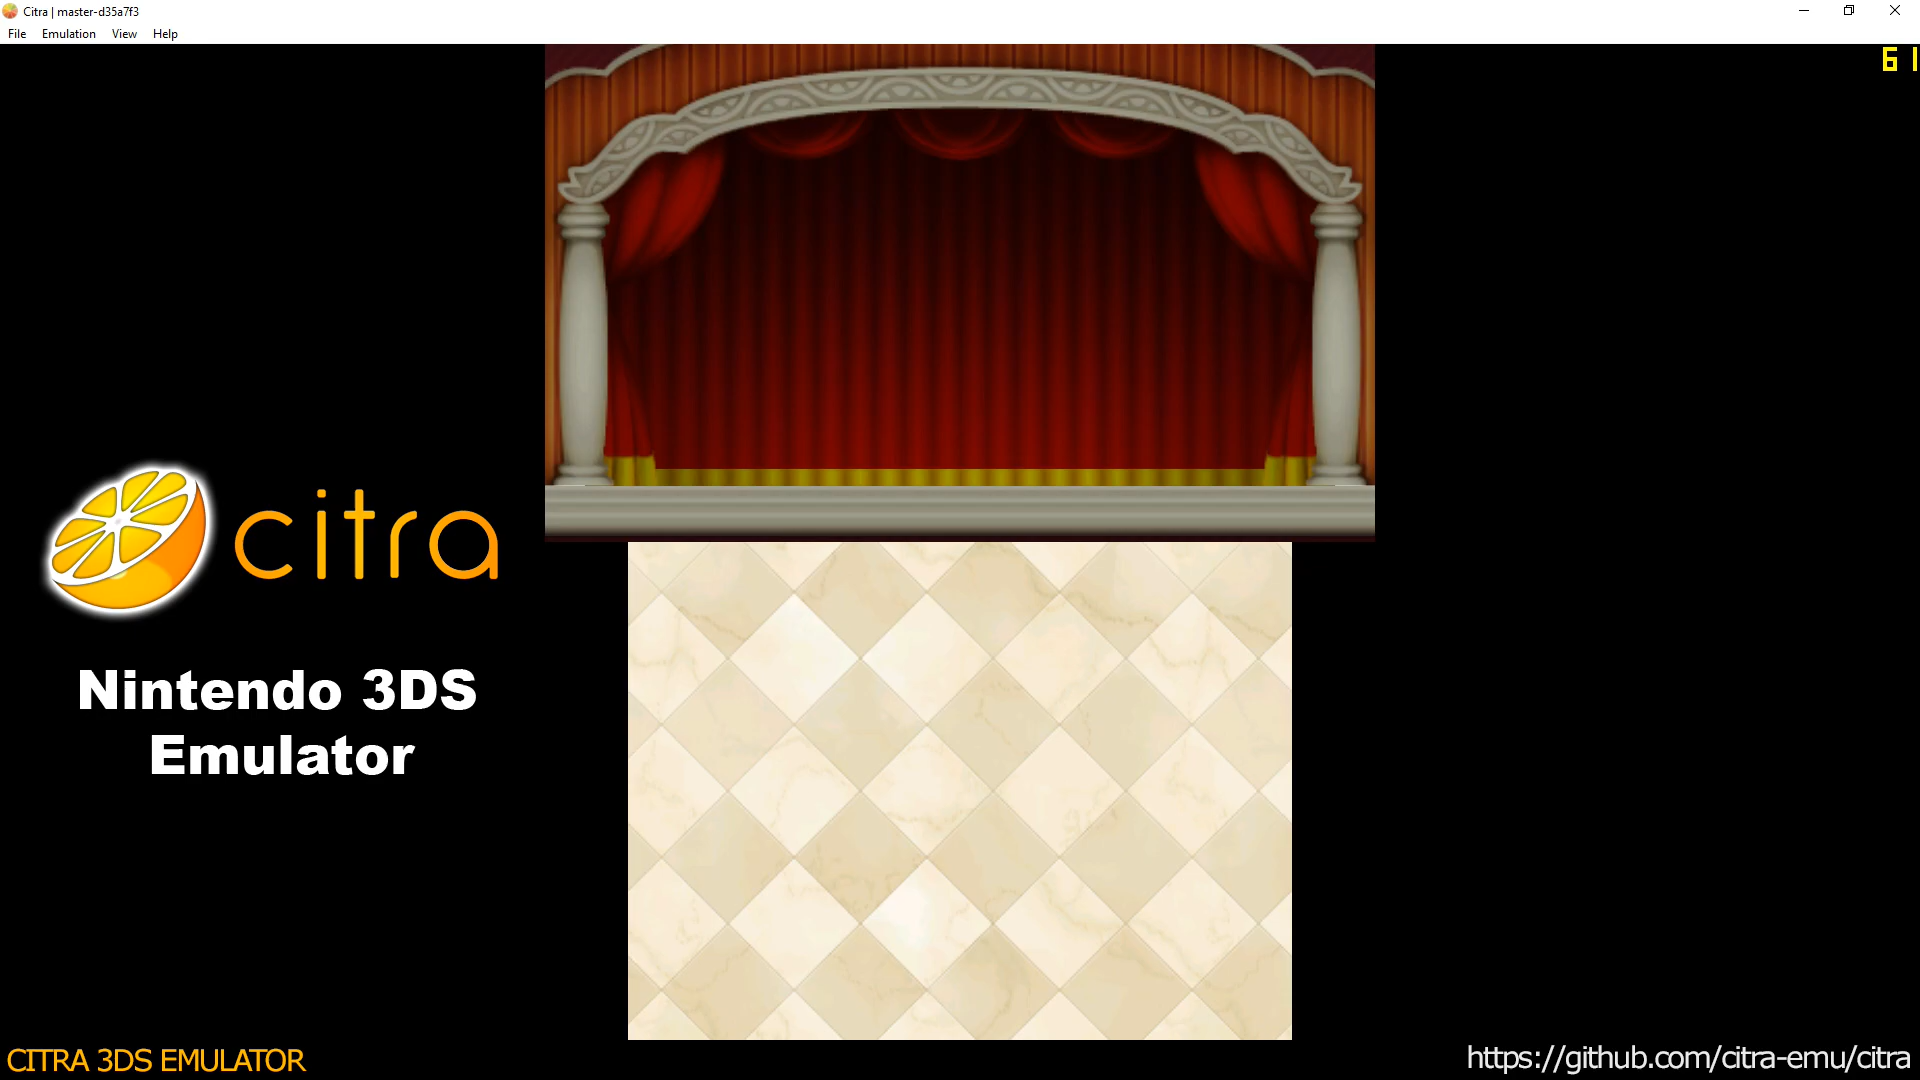 Citra | master-d35a7f3
File Emulation View Help
61
citra
Nintendo 3DS
Emulator
CITRA 3DS EMULATOR
https://github.com/citra-emu/citra